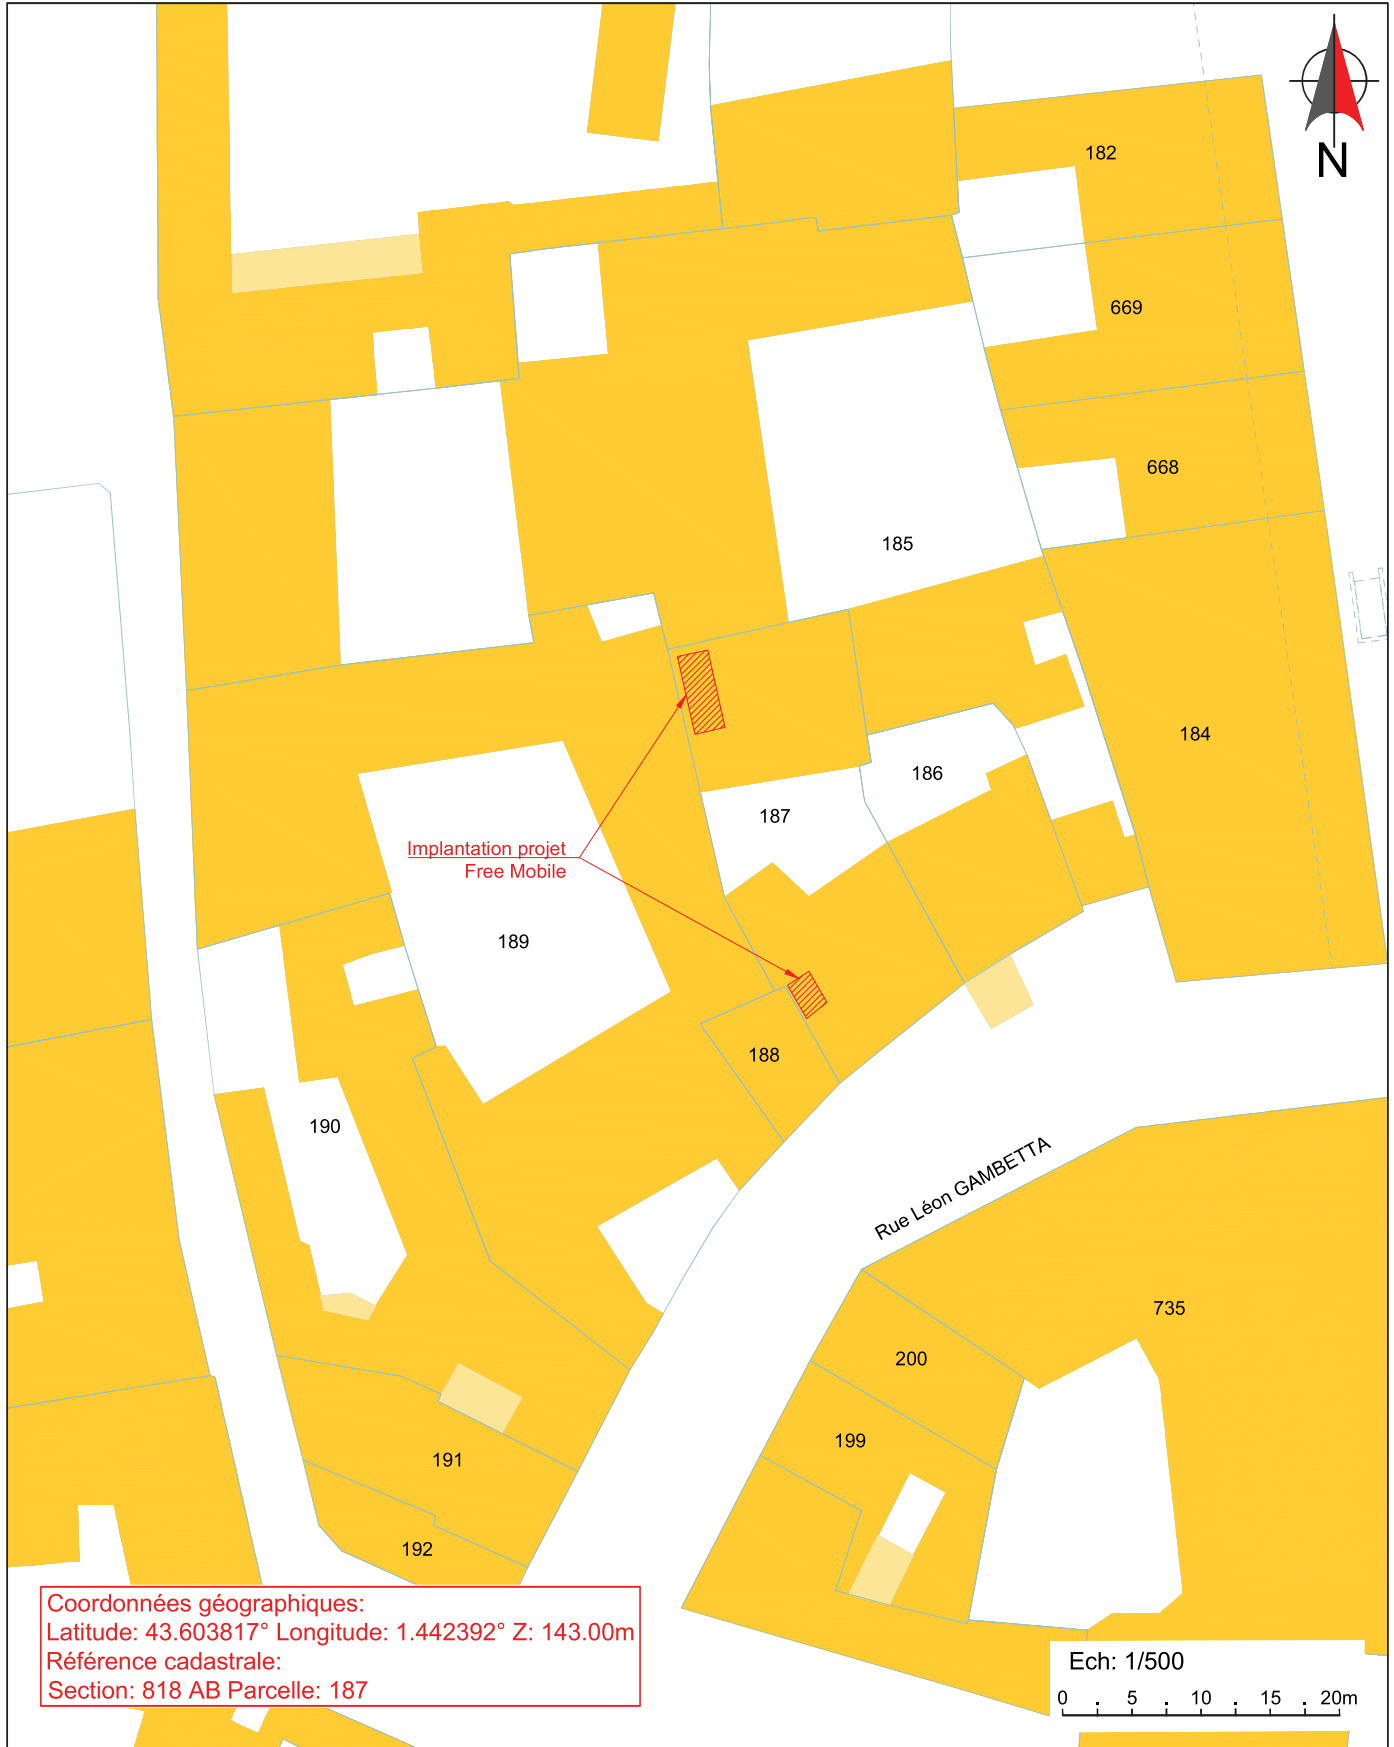 N
182
669
668
185
184
186
187
Implantation projet
Free Mobile
189
188
190
Rue Léon GAMBETTA
735
200
199
191
192
Coordonnées géographiques:
Latitude: 43.603817° Longitude: 1.442392° Z: 143.00m
Référence cadastrale:
Section: 818 AB Parcelle: 187
Ech: 1/500
0 . 5 . 10 . 15 . 20m